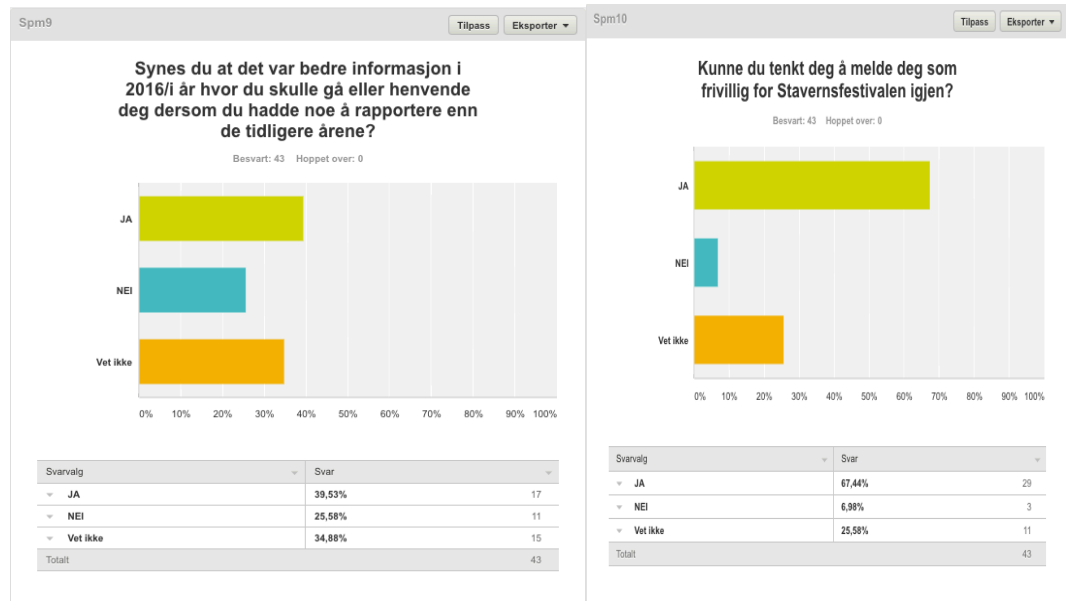 Spm9
Tilpass
Eksporter
Synes du at det var bedre informasjon i
2016/i år hvor du skulle gå eller henvende
deg dersom du hadde noe å rapportere enn
de tidligere årene?
Besvart: 43 Hoppet over: 0
JA
NEI
Vet ikke
0% 10% 20% 30% 40% 50% 60% 70% 80% 90% 100%
Svarvalg Svar
JA 39,53% 17
NEI 25,58% 11
Vet ikke 34,88% 15
Totalt 43
Spm10
Tilpass
Eksporter
Kunne du tenkt deg å melde deg som
frivillig for Stavernsfestivalen igjen?
Besvart: 43 Hoppet over: 0
JA
NEI
Vet ikke
0% 10% 20% 30% 40% 50% 60% 70% 80% 90% 100%
Svarvalg Svar
JA 67,44% 29
NEI 6,98% 3
Vet ikke 25,58% 11
Totalt 43